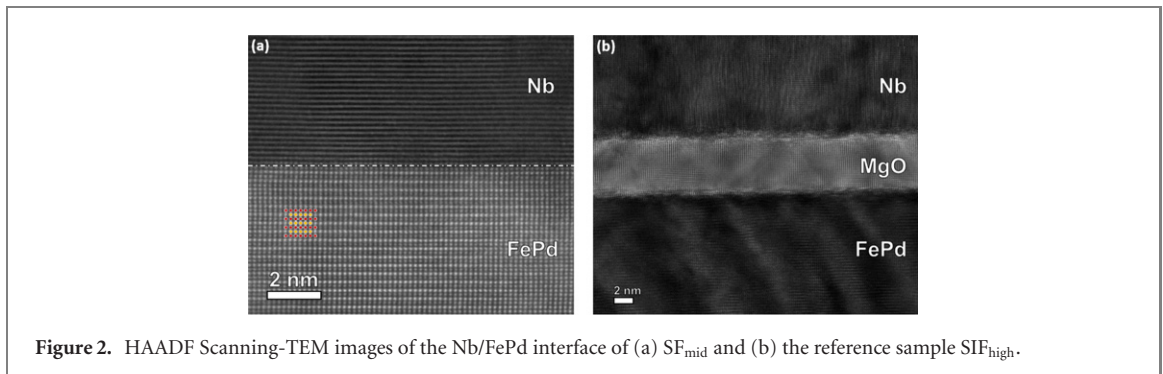 (a)
Nb
FePd
2 nm
(b)
Nb
MgO
FePd
2 nm
Figure 2. HAADF Scanning-TEM images of the Nb/FePd interface of (a) SFmid and (b) the reference sample SIFhigh.